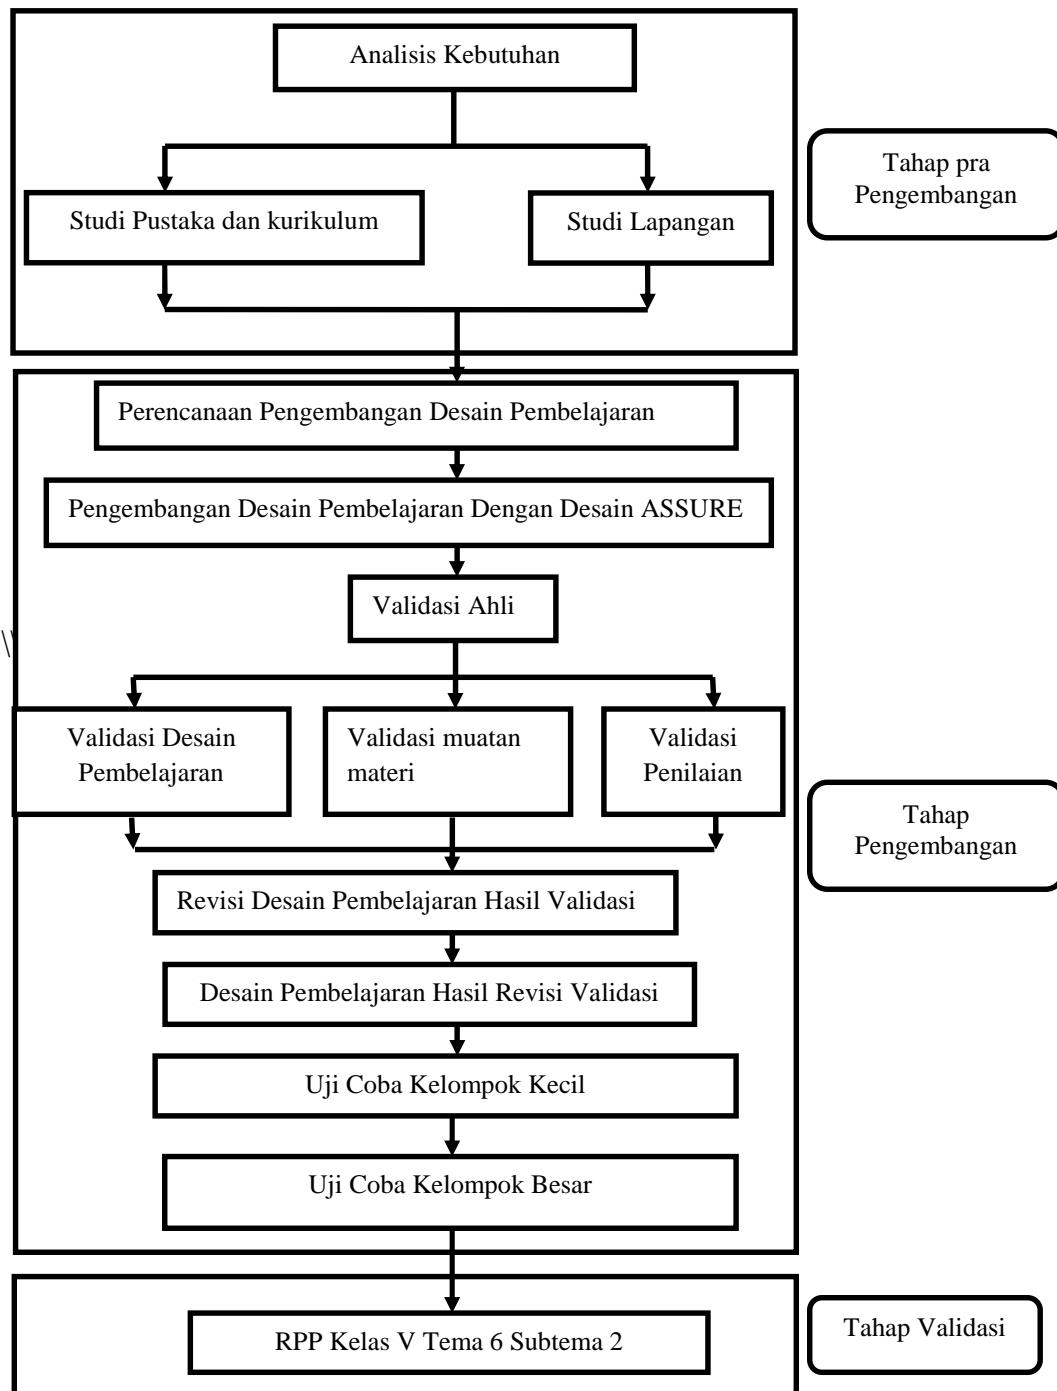 Analisis Kebutuhan
Tahap pra
Pengembangan
Studi Pustaka dan kurikulum
Studi Lapangan
Perencanaan Pengembangan Desain Pembelajaran
Pengembangan Desain Pembelajaran Dengan Desain ASSURE
Validasi Ahli
\\
Validasi Desain
Pembelajaran
Validasi muatan
materi
Validasi
Penilaian
Tahap
Pengembangan
Revisi Desain Pembelajaran Hasil Validasi
Desain Pembelajaran Hasil Revisi Validasi
Uji Coba Kelompok Kecil
Uji Coba Kelompok Besar
RPP Kelas V Tema 6 Subtema 2
Tahap Validasi